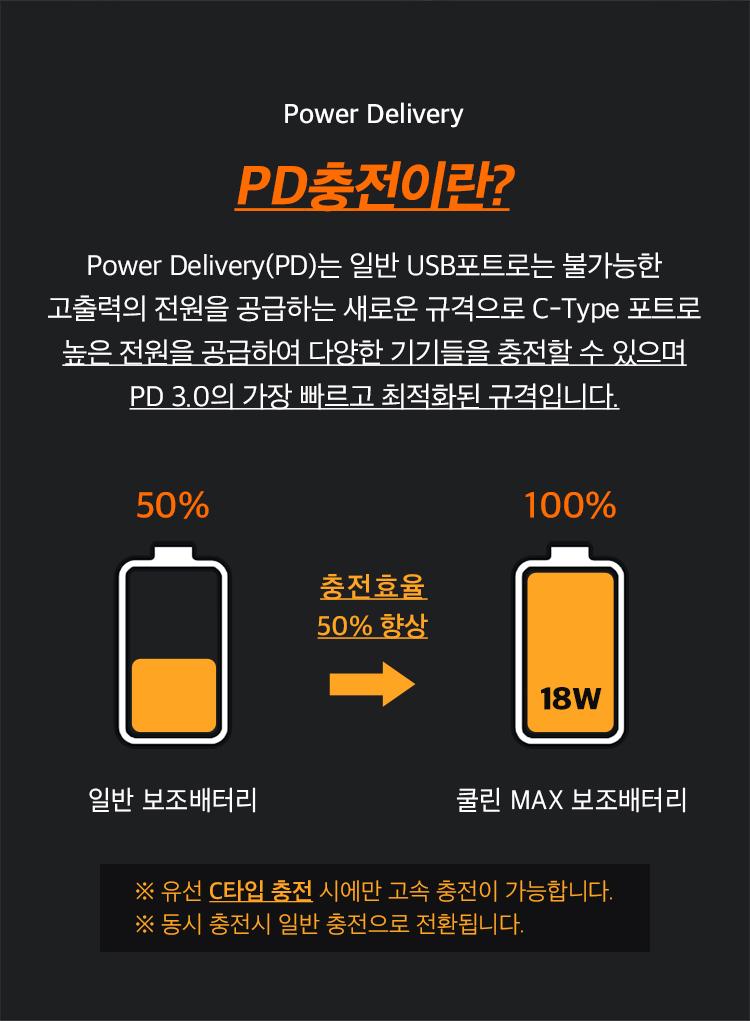 Power Delivery
PD충전이란?
Power Delivery(PD)는 일반 USB포트로는 불가능한
고출력의 전원을 공급하는 새로운 규격으로 C-Type 포트로
높은 전원을 공급하여 다양한 기기들을 충전할 수 있으며
PD 3.0의 가장 빠르고 최적화된 규격입니다.
50%
100%
충전효율
50% 향상
18W
일반 보조배터리
쿨린 MAX 보조배터리
※ 유선 C타입 충전 시에만 고속 충전이 가능합니다.
※ 동시 충전시 일반 충전으로 전환됩니다.